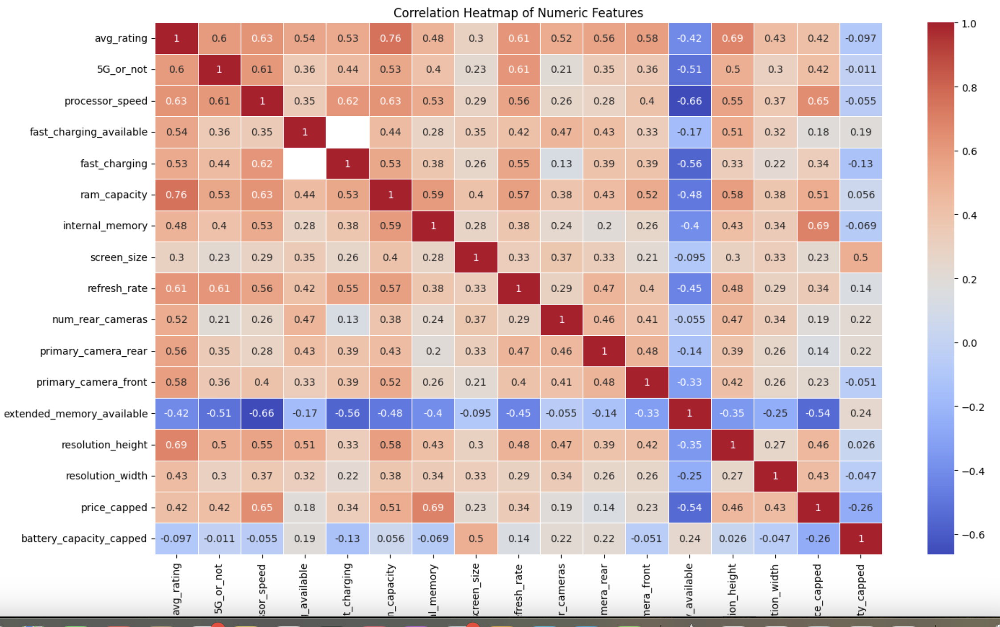 Correlation Heatmap of Numeric Features
avg_rating 1 0.6 0.63 0.54 0.53 0.76 0.48 0.3 0.61 0.52 0.56 0.58 -0.42 0.69 0.43 0.42 -0.097
5G_or_not 0.6 1 0.61 0.36 0.44 0.53 0.4 0.23 0.61 0.21 0.35 0.36 -0.51 0.5 0.3 0.42 -0.011
processor_speed 0.63 0.61 1 0.35 0.62 0.63 0.53 0.29 0.56 0.26 0.28 0.4 -0.66 0.55 0.37 0.65 -0.055
fast_charging_available 0.54 0.36 0.35 1 0.44 0.28 0.35 0.42 0.47 0.43 0.33 -0.17 0.51 0.32 0.18 0.19
fast_charging 0.53 0.44 0.62 1 0.53 0.38 0.26 0.55 0.13 0.39 0.39 -0.56 0.33 0.22 0.34 -0.13
ram_capacity 0.76 0.53 0.63 0.44 0.53 1 0.59 0.4 0.57 0.38 0.43 0.52 -0.48 0.58 0.38 0.51 0.056
internal_memory 0.48 0.4 0.53 0.28 0.38 0.59 1 0.28 0.38 0.24 0.2 0.26 -0.4 0.43 0.34 0.69 -0.069
screen_size 0.3 0.23 0.29 0.35 0.26 0.4 0.28 1 0.33 0.37 0.33 0.21 -0.095 0.3 0.33 0.23 0.5
refresh_rate 0.61 0.61 0.56 0.42 0.55 0.57 0.38 0.33 1 0.29 0.47 0.4 -0.45 0.48 0.29 0.34 0.14
num_rear_cameras 0.52 0.21 0.26 0.47 0.13 0.38 0.24 0.37 0.29 1 0.46 0.41 -0.055 0.47 0.34 0.19 0.22
primary_camera_rear 0.56 0.35 0.28 0.43 0.39 0.43 0.2 0.33 0.47 0.46 1 0.48 -0.14 0.39 0.26 0.14 0.22
primary_camera_front 0.58 0.36 0.4 0.33 0.39 0.52 0.26 0.21 0.4 0.41 0.48 1 -0.33 0.42 0.26 0.23 -0.051
extended_memory_available -0.42 -0.51 -0.66 -0.17 -0.56 -0.48 -0.4 -0.095 -0.45 -0.055 -0.14 -0.33 1 -0.35 -0.25 -0.54 0.24
resolution_height 0.69 0.5 0.55 0.51 0.33 0.58 0.43 0.3 0.48 0.47 0.39 0.42 -0.35 1 0.27 0.46 0.026
resolution_width 0.43 0.3 0.37 0.32 0.22 0.38 0.34 0.33 0.29 0.34 0.26 0.26 -0.25 0.27 1 0.43 -0.047
price_capped 0.42 0.42 0.65 0.18 0.34 0.51 0.69 0.23 0.34 0.19 0.14 0.23 -0.54 0.46 0.43 1 -0.26
battery_capacity_capped -0.097 -0.011 -0.055 0.19 -0.13 0.056 -0.069 0.5 0.14 0.22 0.22 -0.051 0.24 0.026 -0.047 -0.26 1
avg_rating
5G_or_not
ssor_speed
_available
t_charging
_capacity
al_memory
screen_size
efresh_rate
r_cameras
mera_rear
mera_front
_available
ion_height
tion_width
ce_capped
ty_capped
1.0
0.8
0.6
0.4
0.2
0.0
−0.2
−0.4
−0.6